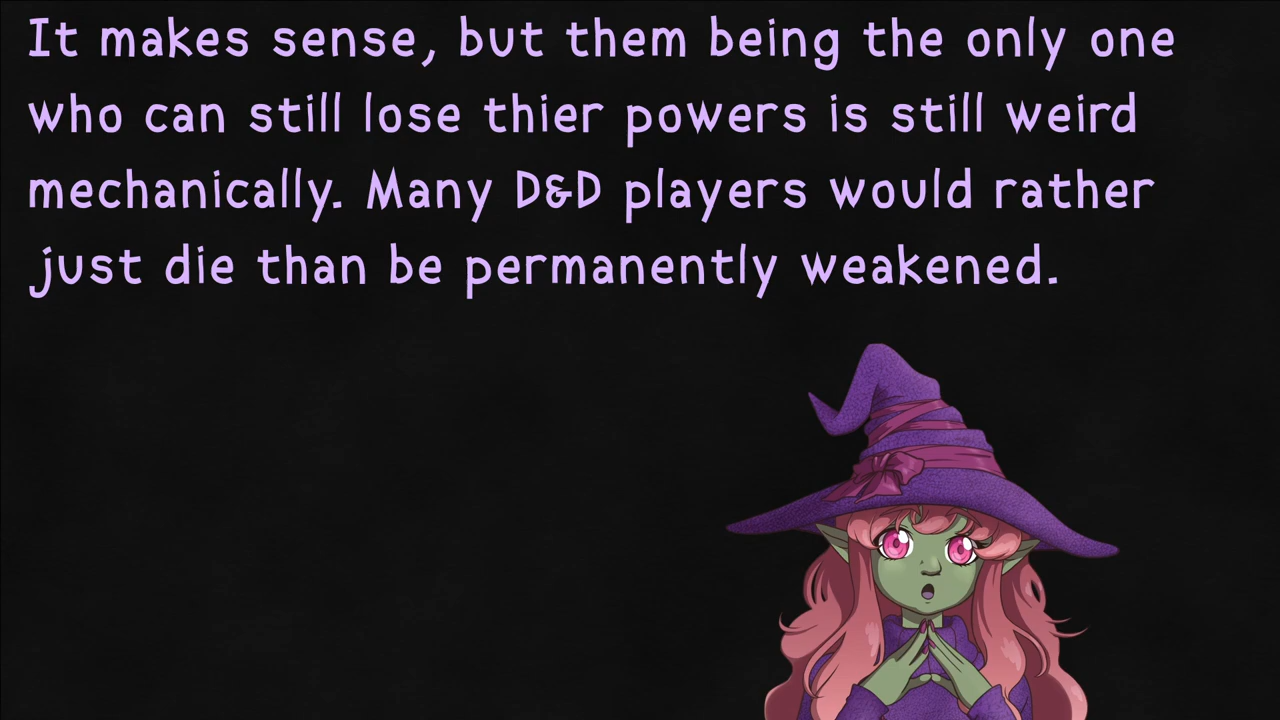 It makes sense, but them being the only one
who can still lose thier powers is still weird
mechanically. Many D&D players would rather
just die than be permanently weakened.